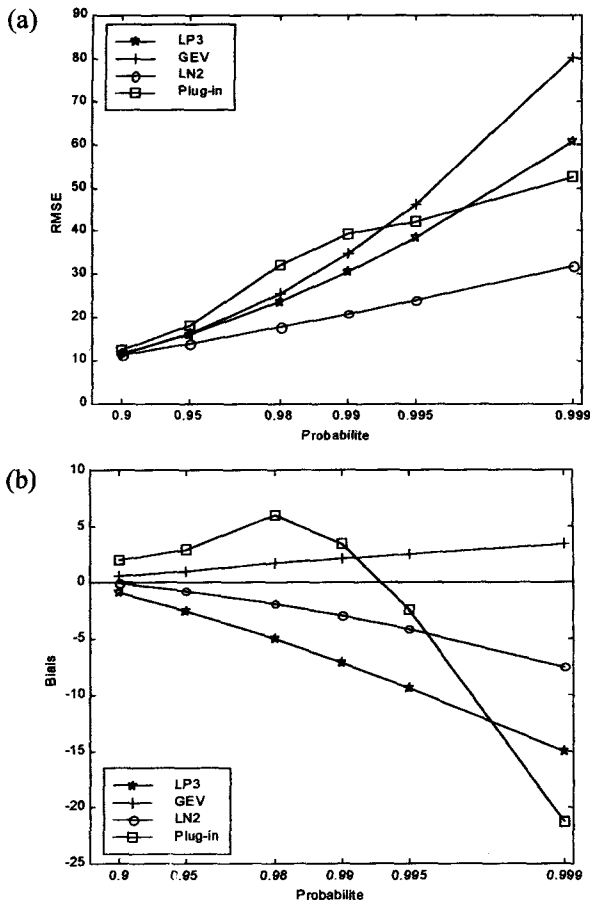 (a)
90
80
70
60
50
40
30
20
10
0
RMSE
LP3
GEV
LN2
Plug-in
0.9 0.95 0.98 0.99 0.995 0.999
Probabilite
(b)
10
5
0
-5
-10
-15
-20
-25
Biais
LP3
GEV
LN2
Plug-in
0.9 0.95 0.98 0.99 0.995 0.999
Probabilite